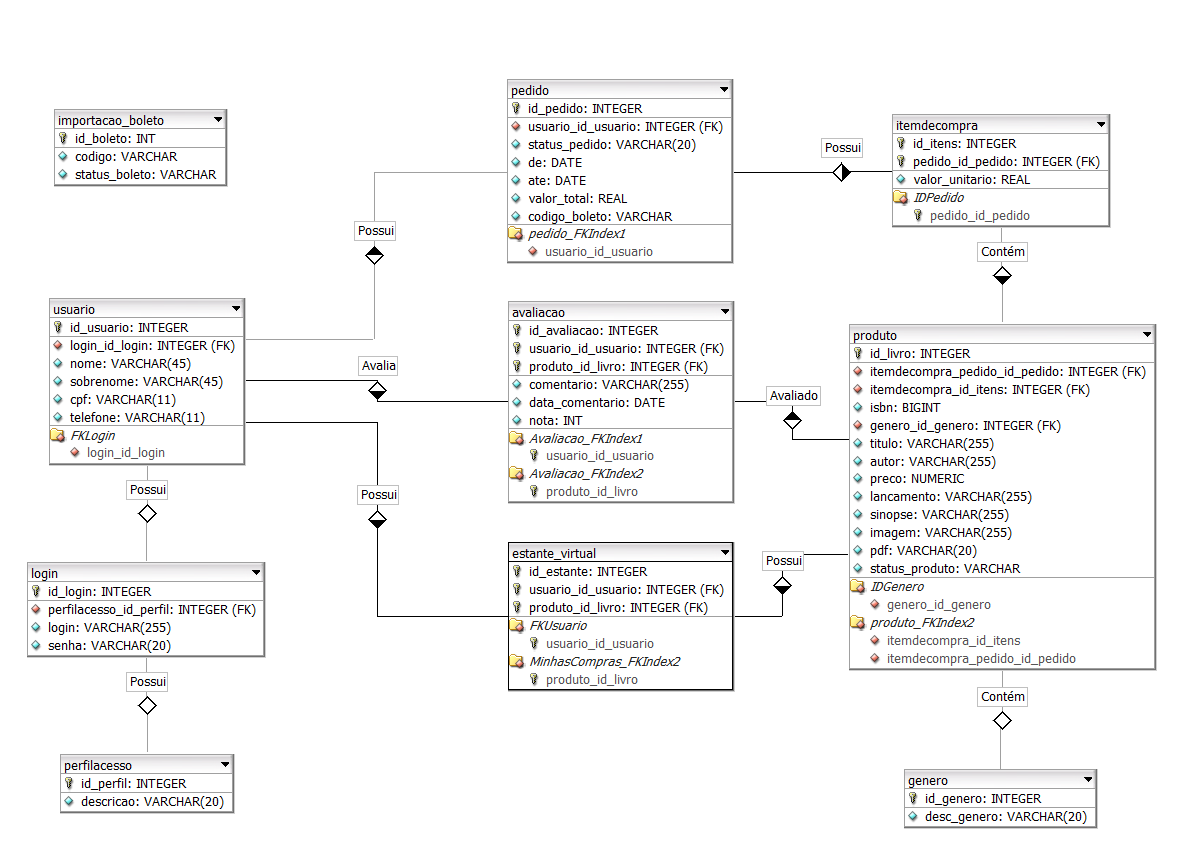 importacao_boleto
id_boleto: INT
codigo: VARCHAR
status_boleto: VARCHAR
pedido
id_pedido: INTEGER
usuario_id_usuario: INTEGER (FK)
status_pedido: VARCHAR(20)
de: DATE
ate: DATE
valor_total: REAL
codigo_boleto: VARCHAR
pedido_FKIndex1
usuario_id_usuario
Possui
itemdecompra
id_itens: INTEGER
pedido_id_pedido: INTEGER (FK)
valor_unitario: REAL
IDPedido
pedido_id_pedido
Possui
Contém
usuario
id_usuario: INTEGER
login_id_login: INTEGER (FK)
nome: VARCHAR(45)
sobrenome: VARCHAR(45)
cpf: VARCHAR(11)
telefone: VARCHAR(11)
FKLogin
login_id_login
Avalia
avaliacao
id_avaliacao: INTEGER
usuario_id_usuario: INTEGER (FK)
produto_id_livro: INTEGER (FK)
comentario: VARCHAR(255)
data_comentario: DATE
nota: INT
Avaliacao_FKIndex1
usuario_id_usuario
Avaliacao_FKIndex2
produto_id_livro
Avaliado
produto
id_livro: INTEGER
itemdecompra_pedido_id_pedido: INTEGER (FK)
itemdecompra_id_itens: INTEGER (FK)
isbn: BIGINT
genero_id_genero: INTEGER (FK)
titulo: VARCHAR(255)
autor: VARCHAR(255)
preco: NUMERIC
lancamento: VARCHAR(255)
sinopse: VARCHAR(255)
imagem: VARCHAR(255)
pdf: VARCHAR(20)
status_produto: VARCHAR
IDGenero
genero_id_genero
produto_FKIndex2
itemdecompra_id_itens
itemdecompra_pedido_id_pedido
Possui
Possui
estante_virtual
id_estante: INTEGER
usuario_id_usuario: INTEGER (FK)
produto_id_livro: INTEGER (FK)
FKUsuario
usuario_id_usuario
MinhasCompras_FKIndex2
produto_id_livro
Possui
login
id_login: INTEGER
perfilacesso_id_perfil: INTEGER (FK)
login: VARCHAR(255)
senha: VARCHAR(20)
Possui
Contém
perfilacesso
id_perfil: INTEGER
descricao: VARCHAR(20)
genero
id_genero: INTEGER
desc_genero: VARCHAR(20)